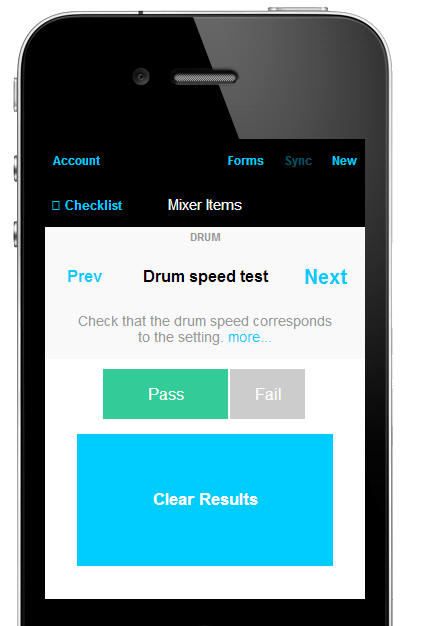 Account Forms Sync New
Checklist Mixer Items
DRUM
Prev Drum speed test Next
Check that the drum speed corresponds
to the setting. more...
Pass Fail
Clear Results